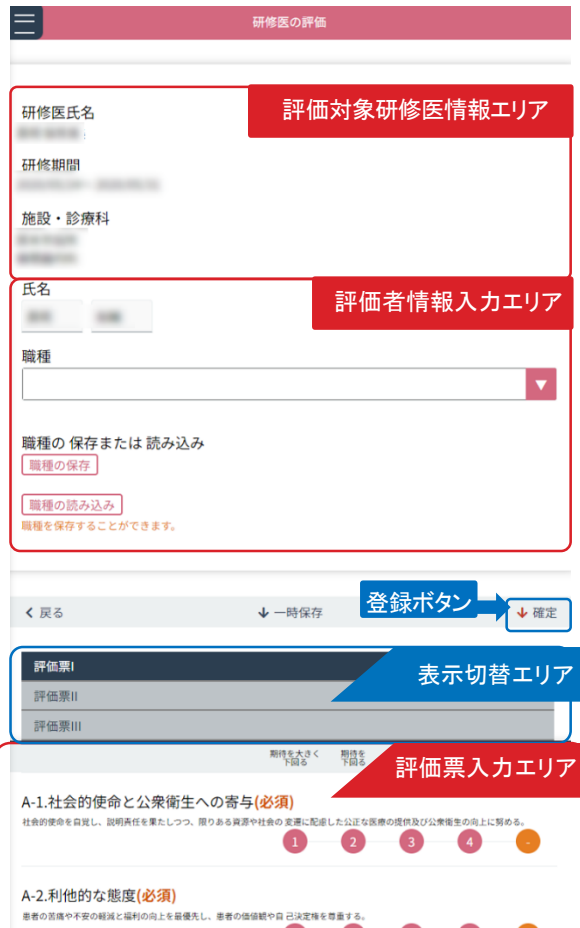 研修医の評価
評価対象研修医情報エリア
研修医氏名
研修期間
施設・診療科
評価者情報入力エリア
氏名
職種
職種の 保存または 読み込み
職種の保存
職種の読み込み
職種を保存することができます。
登録ボタン
戻る
一時保存
確定
評価票I
表示切替エリア
評価票II
評価票III
期待を大きく
下回る
期待を
下回る
評価票入力エリア
A-1.社会的使命と公衆衛生への寄与(必須)
社会的使命を自覚し、説明責任を果たしつつ、限りある資源や社会の 変遷に配慮した公正な医療の提供及び公衆衛生の向上に努める。
1 2 3 4 -
A-2.利他的な態度(必須)
患者の苦痛や不安の軽減と福利の向上を最優先し、患者の価値観や自 己決定権を尊重する。